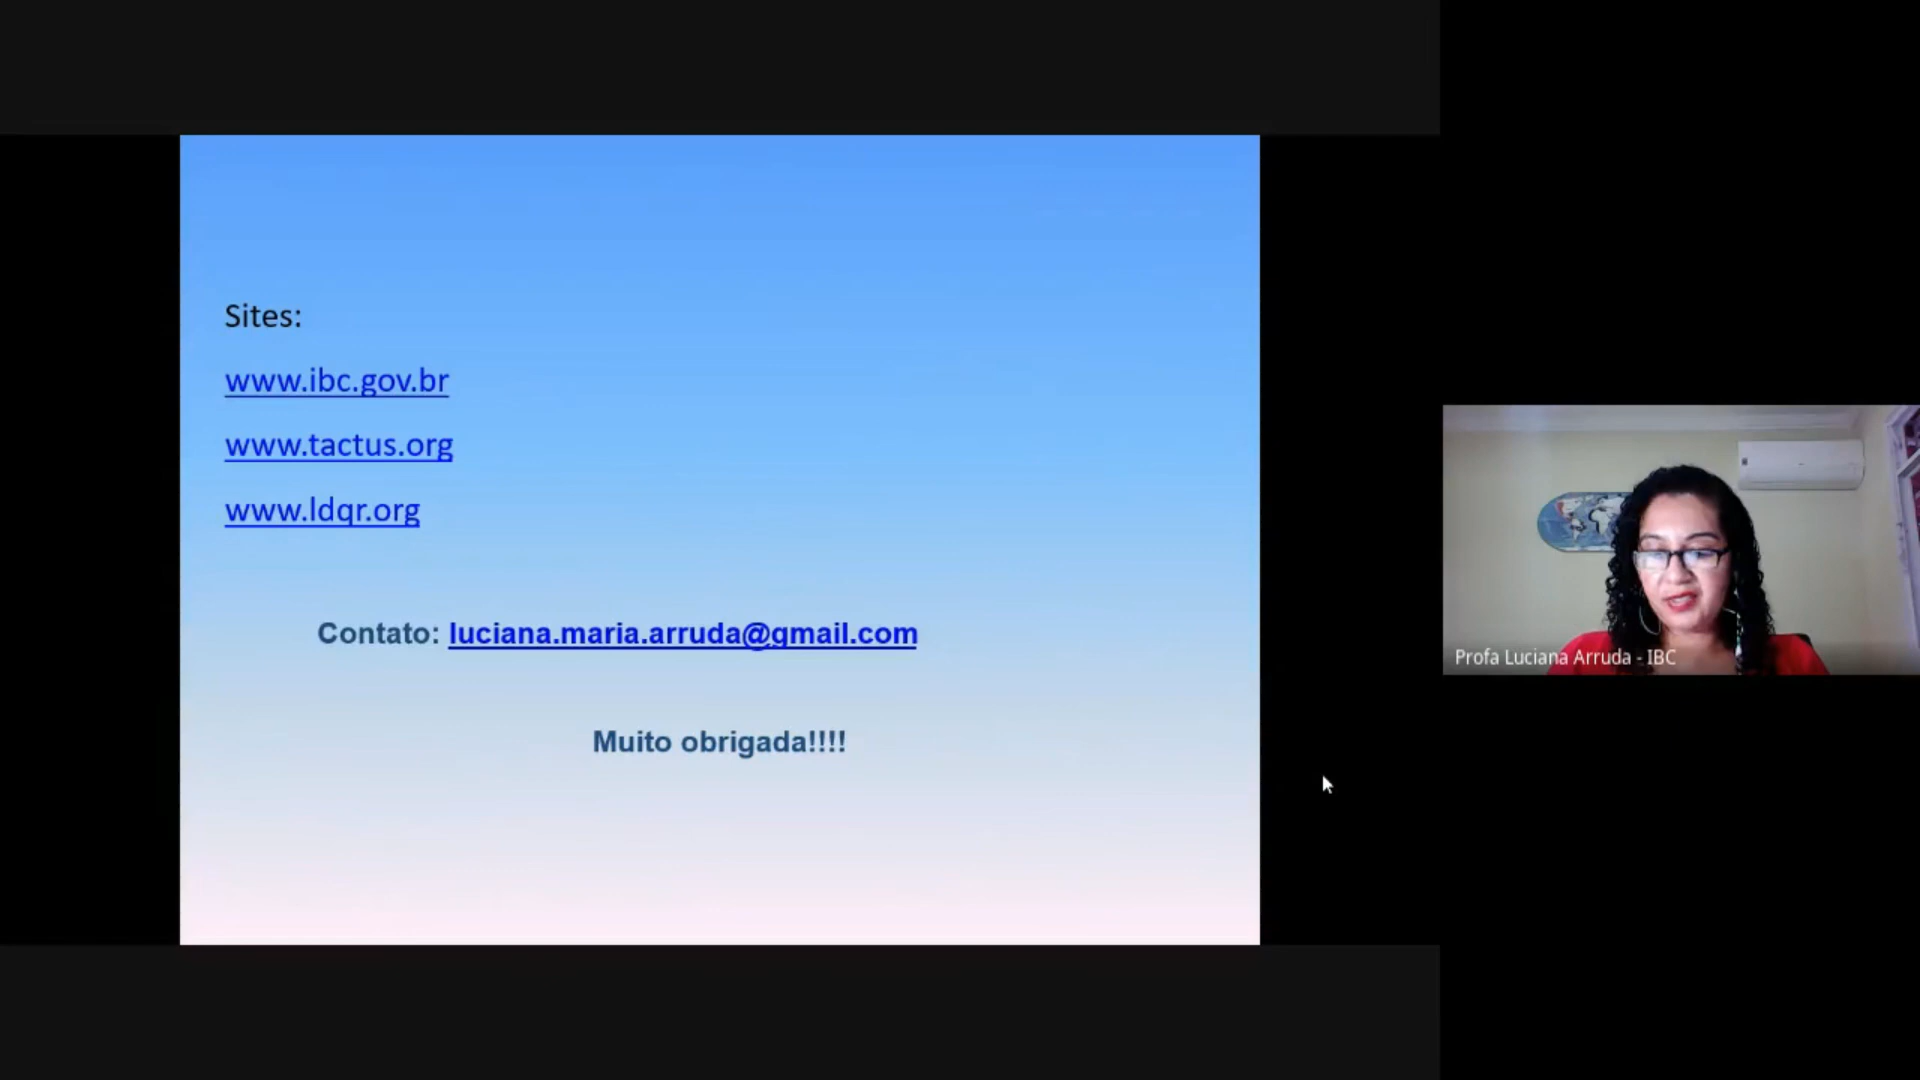 Sites:
www.ibc.gov.br
www.tactus.org
www.ldqr.org
Contato: luciana.maria.arruda@gmail.com
Muito obrigada!!!!
Profa Luciana Arruda - IBC